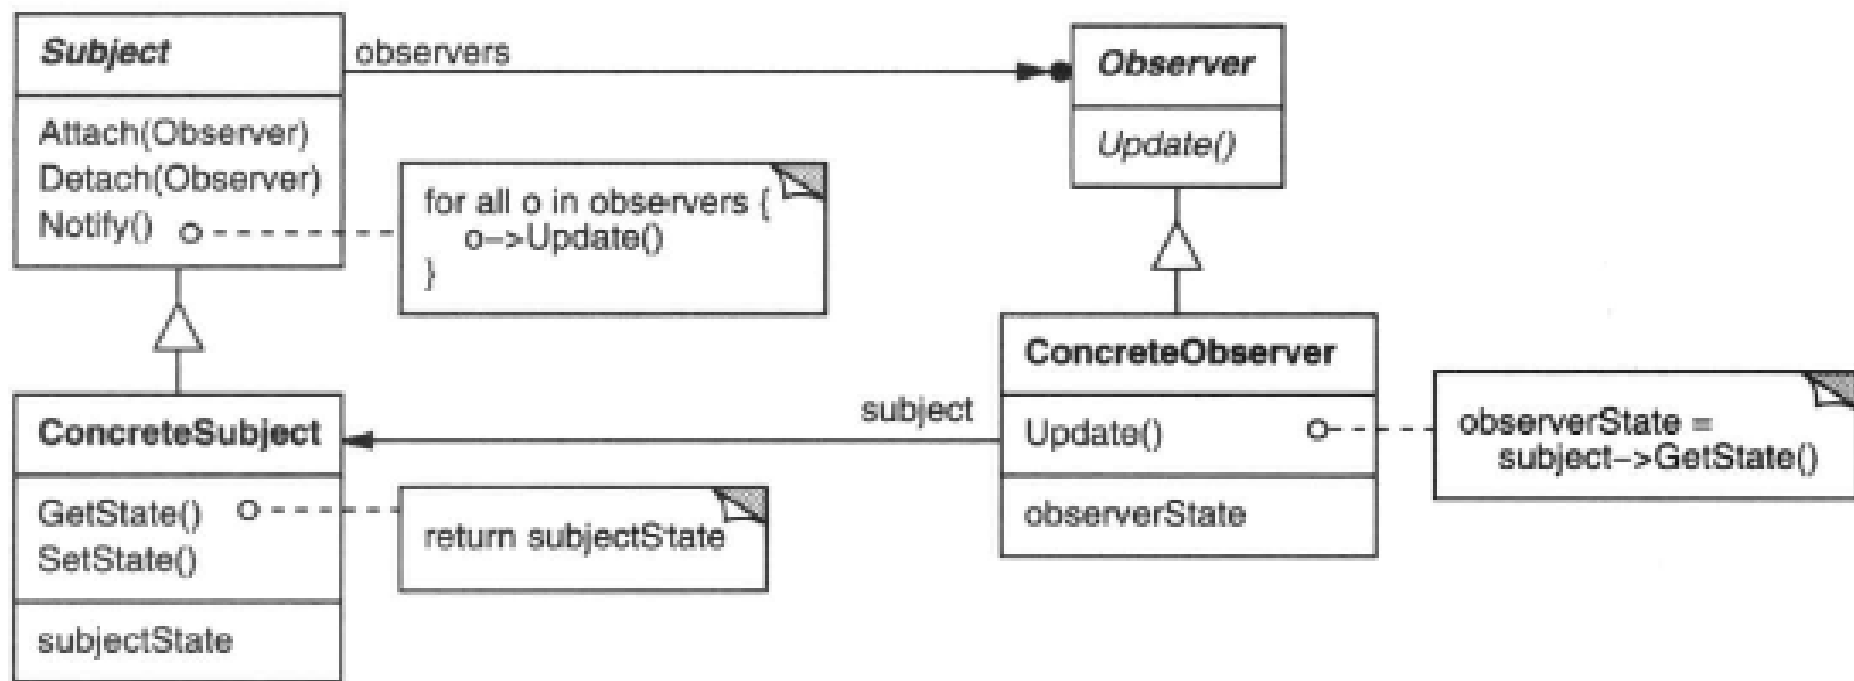 Subject
observers
Observer
Attach(Observer)
Detach(Observer)
Notify()
for all o in observers {
o->Update()
}
Update()
ConcreteSubject
GetState()
SetState()
subjectState
return subjectState
subject
ConcreteObserver
Update()
observerState
observerState =
subject->GetState()